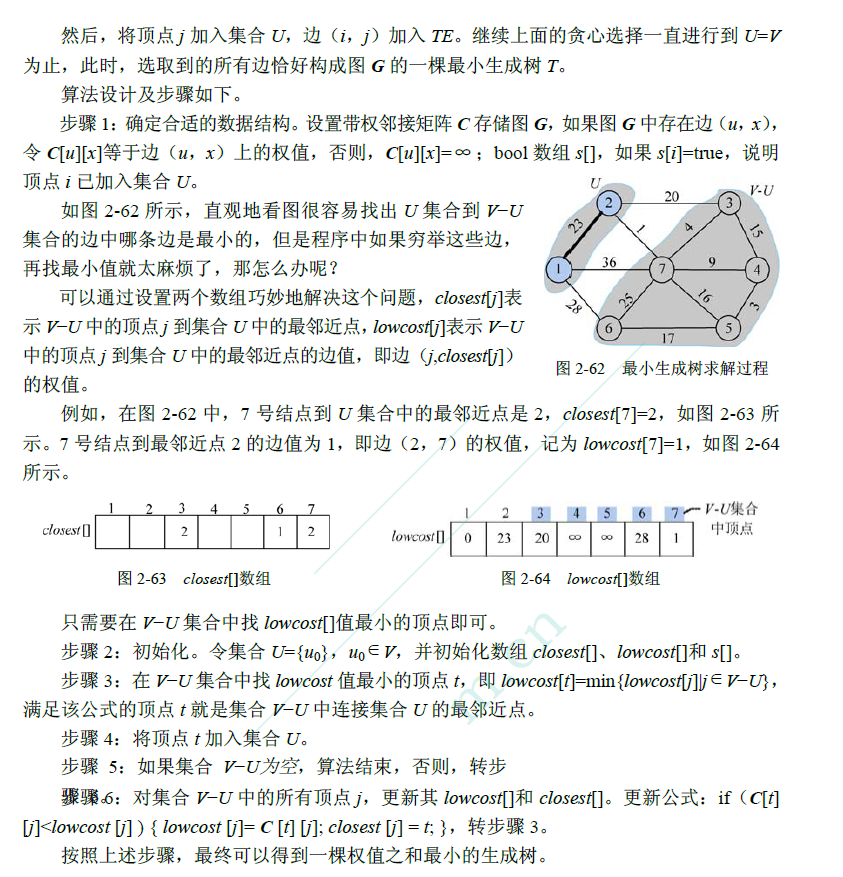 然后，将顶点 j 加入集合 U，边（i，j）加入 TE。继续上面的贪心选择一直进行到 U=V
为止，此时，选取到的所有边恰好构成图 G 的一棵最小生成树 T。
算法设计及步骤如下。
步骤 1：确定合适的数据结构。设置带权邻接矩阵 C 存储图 G，如果图 G 中存在边（u，x），
令 C[u][x]等于边（u，x）上的权值，否则，C[u][x]=∞；bool 数组 s[]，如果 s[i]=true，说明
顶点 i 已加入集合 U。
如图 2-62 所示，直观地看图很容易找出 U 集合到 V−U
集合的边中哪条边是最小的，但是程序中如果穷举这些边，
再找最小值就太麻烦了，那怎么办呢？
可以通过设置两个数组巧妙地解决这个问题，closest[j]表
示 V−U 中的顶点 j 到集合 U 中的最邻近点，lowcost[j]表示 V−U
中的顶点 j 到集合 U 中的最邻近点的边值，即边（j,closest[j]）
的权值。
U
V-U
2
20
3
23
1
4
15
1
36
7
9
4
28
25
16
3
6
17
5
图 2-62 最小生成树求解过程
例如，在图 2-62 中，7 号结点到 U 集合中的最邻近点是 2，closest[7]=2，如图 2-63 所
示。7 号结点到最邻近点 2 的边值为 1，即边（2，7）的权值，记为 lowcost[7]=1，如图 2-64
所示。
1 2 3 4 5 6 7
closest[] 2 1 2
图 2-63 closest[]数组
1 2 3 4 5 6 7 V-U集合
中顶点
lowcost[] 0 23 20 ∞ ∞ 28 1
图 2-64 lowcost[]数组
只需要在 V−U 集合中找 lowcost[]值最小的顶点即可。
步骤 2：初始化。令集合 U={u0}，u0∈V，并初始化数组 closest[]、lowcost[]和 s[]。
步骤 3：在 V−U 集合中找 lowcost 值最小的顶点 t，即 lowcost[t]=min{lowcost[j]|j∈V−U}，
满足该公式的顶点 t 就是集合 V−U 中连接集合 U 的最邻近点。
步骤 4：将顶点 t 加入集合 U。
步骤 5：如果集合 V−U为空，算法结束，否则，转步
骤 6：对集合 V−U 中的所有顶点 j，更新其 lowcost[]和 closest[]。更新公式：if（C[t]
[j]<lowcost [j] ) { lowcost [j]= C [t] [j]; closest [j] = t; }，转步骤 3。
按照上述步骤，最终可以得到一棵权值之和最小的生成树。